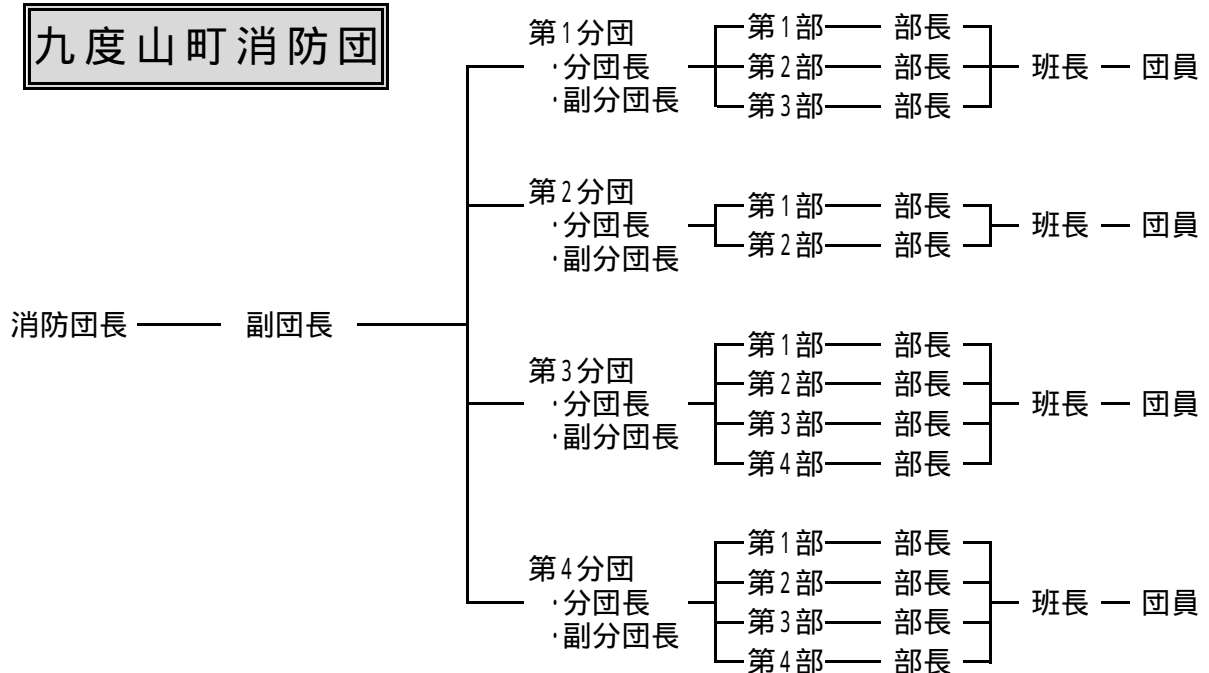 九度山町消防団
第1分団
・分団長
・副分団長
第1部 部長
第2部 部長
第3部 部長
班長 団員
第2分団
・分団長
・副分団長
第1部 部長
第2部 部長
班長 団員
消防団長 副団長
第3分団
・分団長
・副分団長
第1部 部長
第2部 部長
第3部 部長
第4部 部長
班長 団員
第4分団
・分団長
・副分団長
第1部 部長
第2部 部長
第3部 部長
第4部 部長
班長 団員